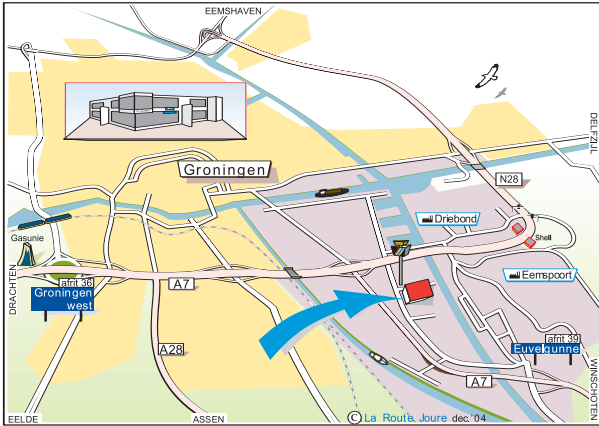 EEMSHAVEN
DELFZIJL
Groningen
N28
Driebond
Gasunie
Shell
DRACHTEN
Eemspoort
afrit 36
A7
Groningen
west
afrit 39
A28
Euvelgunne
A7
WINSCHOTEN
EELDE
ASSEN
© La Route. Joure dec.'04